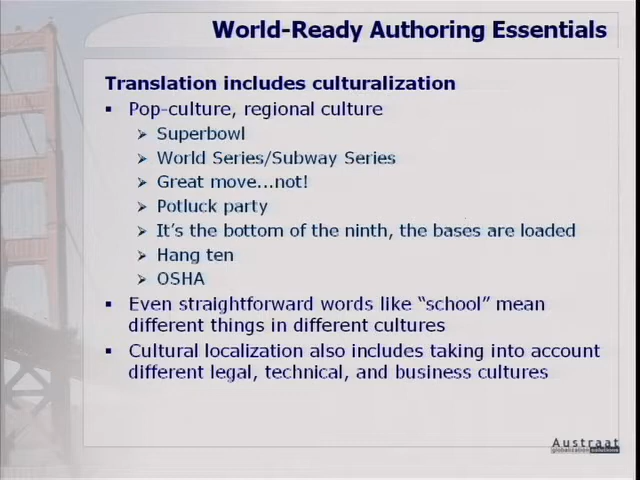 World-Ready Authoring Essentials
Translation includes culturalization
Pop-culture, regional culture
Superbowl
World Series/Subway Series
Great move...not!
Potluck party
It's the bottom of the ninth, the bases are loaded
Hang ten
OSHA
Even straightforward words like “school” mean
different things in different cultures
Cultural localization also includes taking into account
different legal, technical, and business cultures
Austraat
globalization solutions